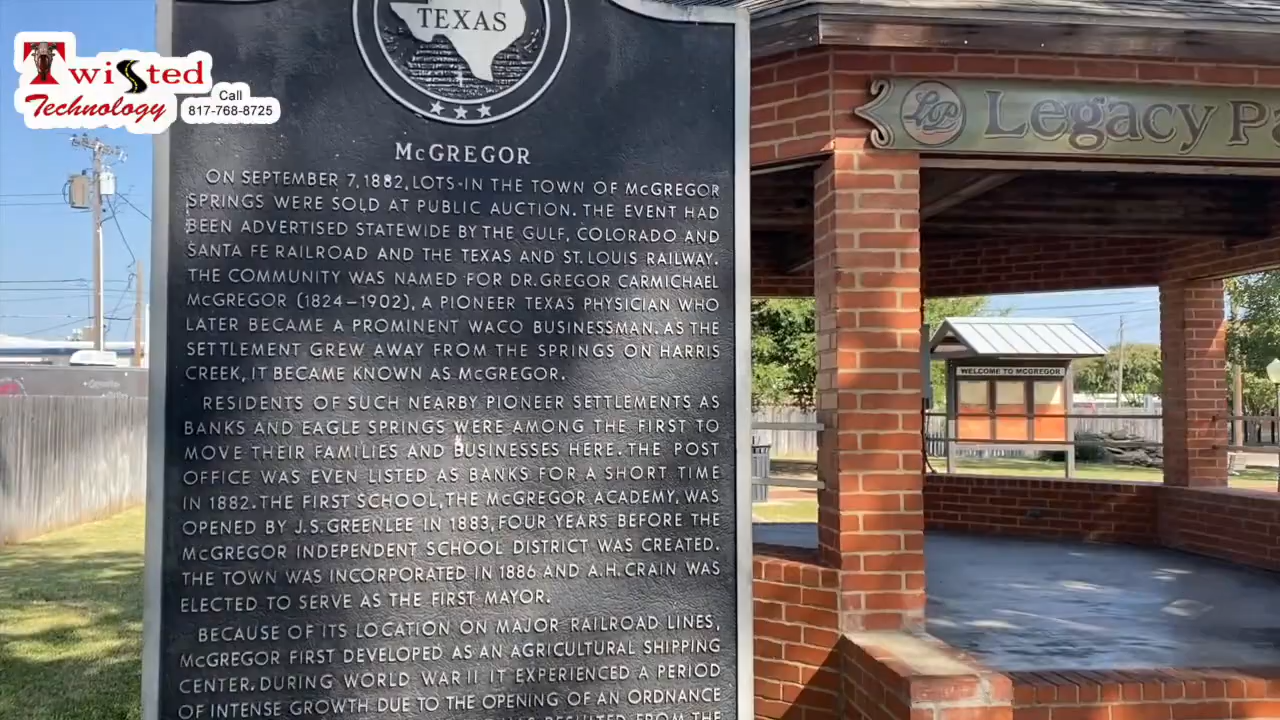 Twisted
Technology
Call
817-768-8725
TEXAS
McGREGOR
ON SEPTEMBER 7, 1882, LOTS IN THE TOWN OF McGREGOR
SPRINGS WERE SOLD AT PUBLIC AUCTION. THE EVENT HAD
BEEN ADVERTISED STATEWIDE BY THE GULF, COLORADO AND
SANTA FE RAILROAD AND THE TEXAS AND ST. LOUIS RAILWAY.
THE COMMUNITY WAS NAMED FOR DR. GREGOR CARMICHAEL
McGREGOR (1824-1902), A PIONEER TEXAS PHYSICIAN WHO
LATER BECAME A PROMINENT WACO BUSINESSMAN. AS THE
SETTLEMENT GREW AWAY FROM THE SPRINGS ON HARRIS
CREEK, IT BECAME KNOWN AS McGREGOR.
RESIDENTS OF SUCH NEARBY PIONEER SETTLEMENTS AS
BANKS AND EAGLE SPRINGS WERE AMONG THE FIRST TO
MOVE THEIR FAMILIES AND BUSINESSES HERE. THE POST
OFFICE WAS EVEN LISTED AS BANKS FOR A SHORT TIME
IN 1882. THE FIRST SCHOOL, THE McGREGOR ACADEMY, WAS
OPENED BY J.S. GREENLEE IN 1883, FOUR YEARS BEFORE THE
McGREGOR INDEPENDENT SCHOOL DISTRICT WAS CREATED.
THE TOWN WAS INCORPORATED IN 1886 AND A.H. CRAIN WAS
ELECTED TO SERVE AS THE FIRST MAYOR.
BECAUSE OF ITS LOCATION ON MAJOR RAILROAD LINES,
McGREGOR FIRST DEVELOPED AS AN AGRICULTURAL SHIPPING
CENTER. DURING WORLD WAR II IT EXPERIENCED A PERIOD
OF INTENSE GROWTH DUE TO THE OPENING OF AN ORDNANCE
RESULTED FROM THE
LOP Legacy Pa
WELCOME TO McGREGOR